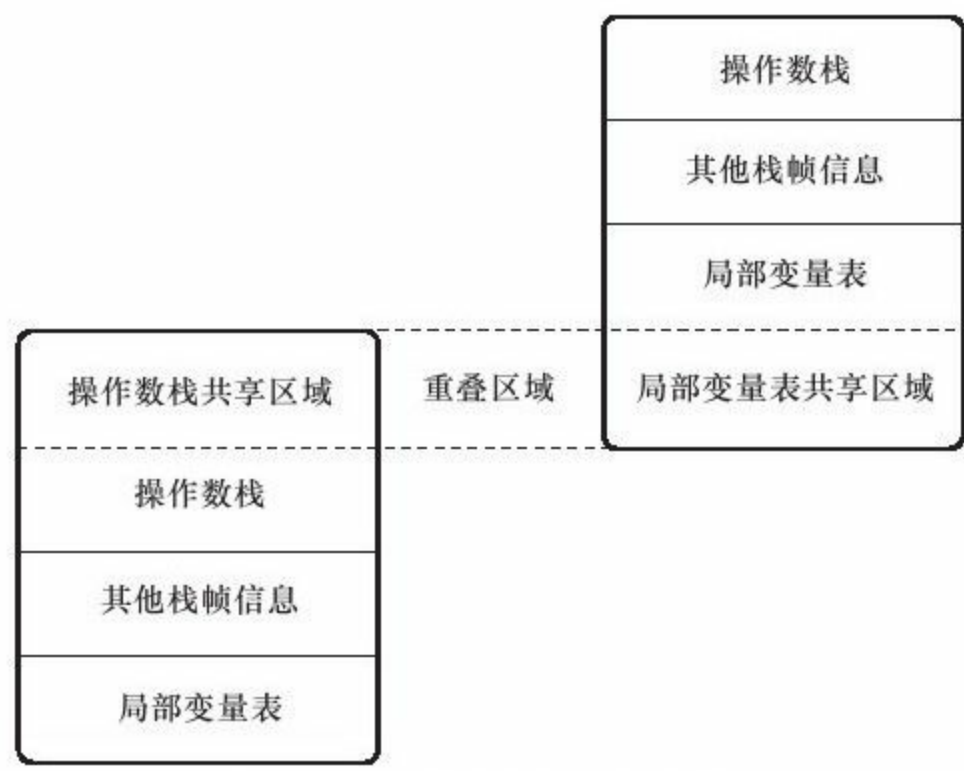 操作数栈
其他栈帧信息
局部变量表
操作数栈共享区域
重叠区域
局部变量表共享区域
操作数栈
其他栈帧信息
局部变量表